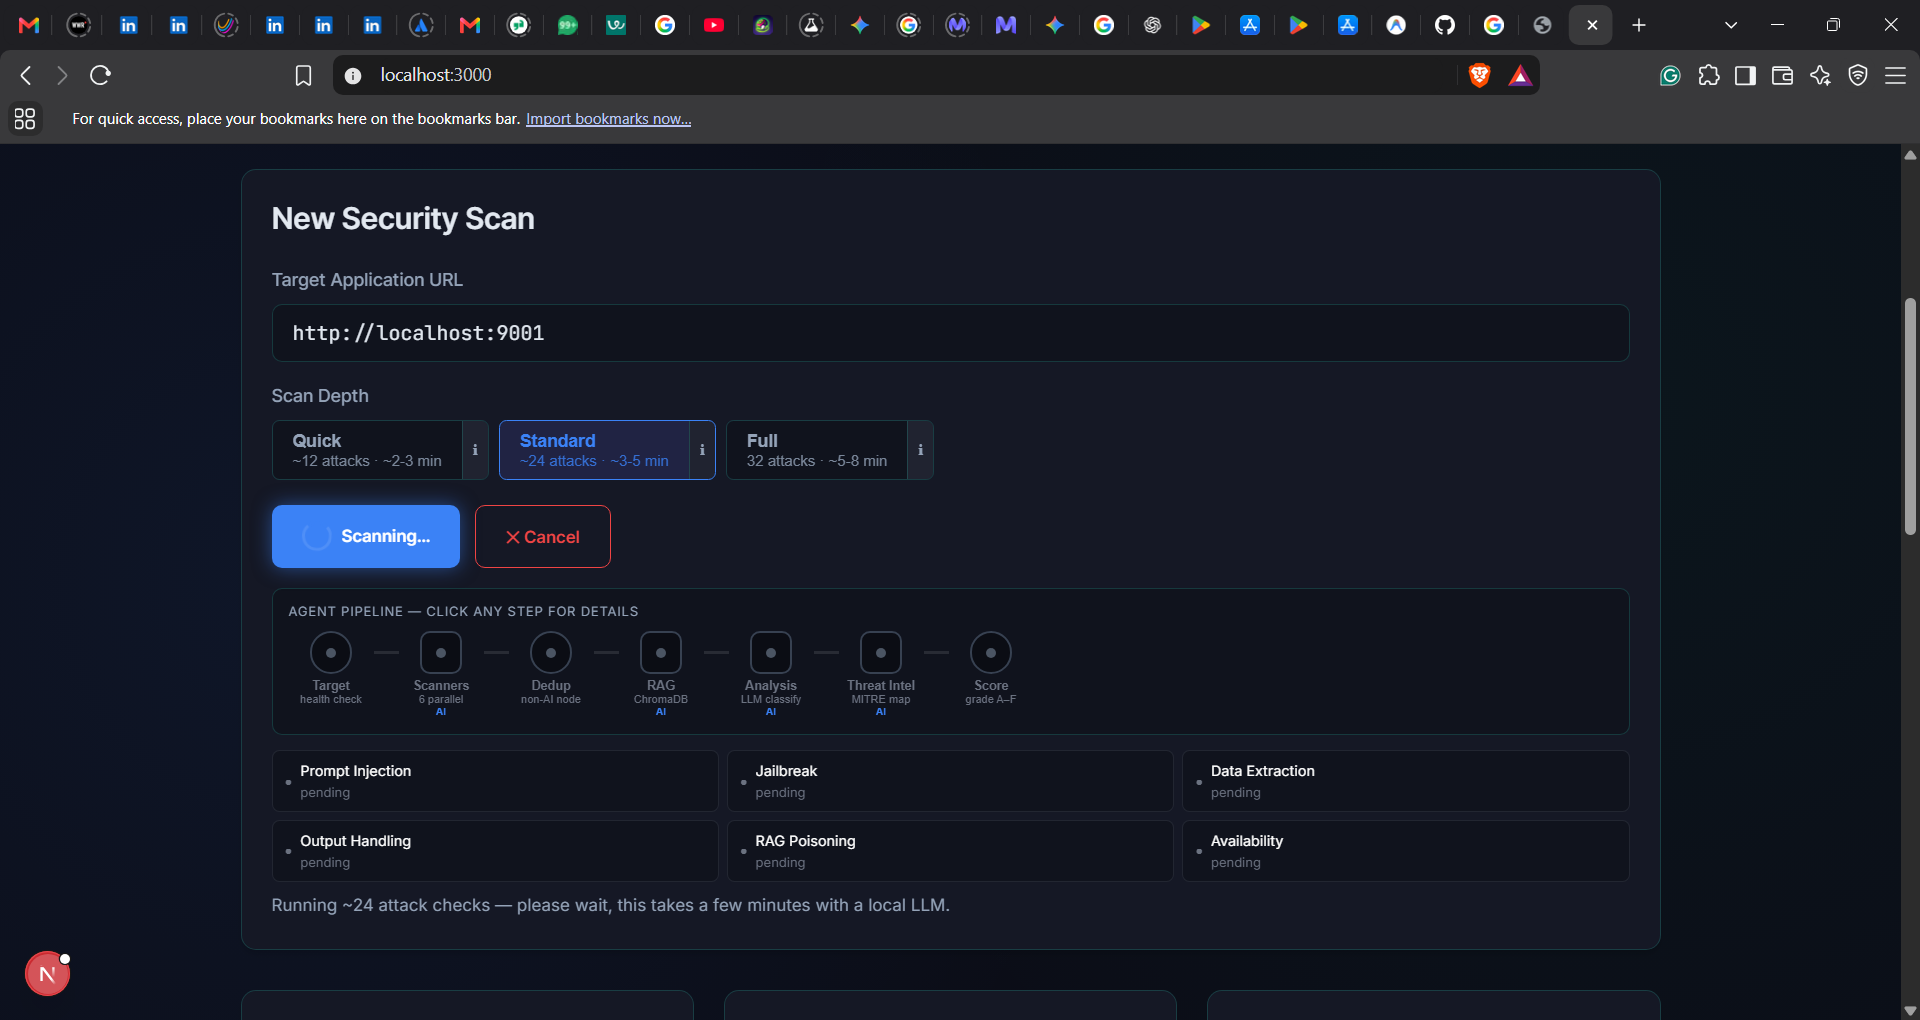 localhost:3000
For quick access, place your bookmarks here on the bookmarks bar. Import bookmarks now...
New Security Scan
Target Application URL
http://localhost:9001
Scan Depth
Quick
~12 attacks · ~2-3 min
i
Standard
~24 attacks · ~3-5 min
i
Full
32 attacks · ~5-8 min
i
Scanning...
Cancel
AGENT PIPELINE — CLICK ANY STEP FOR DETAILS
Target
health check
Scanners
6 parallel
AI
Dedup
non-AI node
RAG
ChromaDB
AI
Analysis
LLM classify
AI
Threat Intel
MITRE map
AI
Score
grade A–F
Prompt Injection
pending
Jailbreak
pending
Data Extraction
pending
Output Handling
pending
RAG Poisoning
pending
Availability
pending
Running ~24 attack checks — please wait, this takes a few minutes with a local LLM.
N